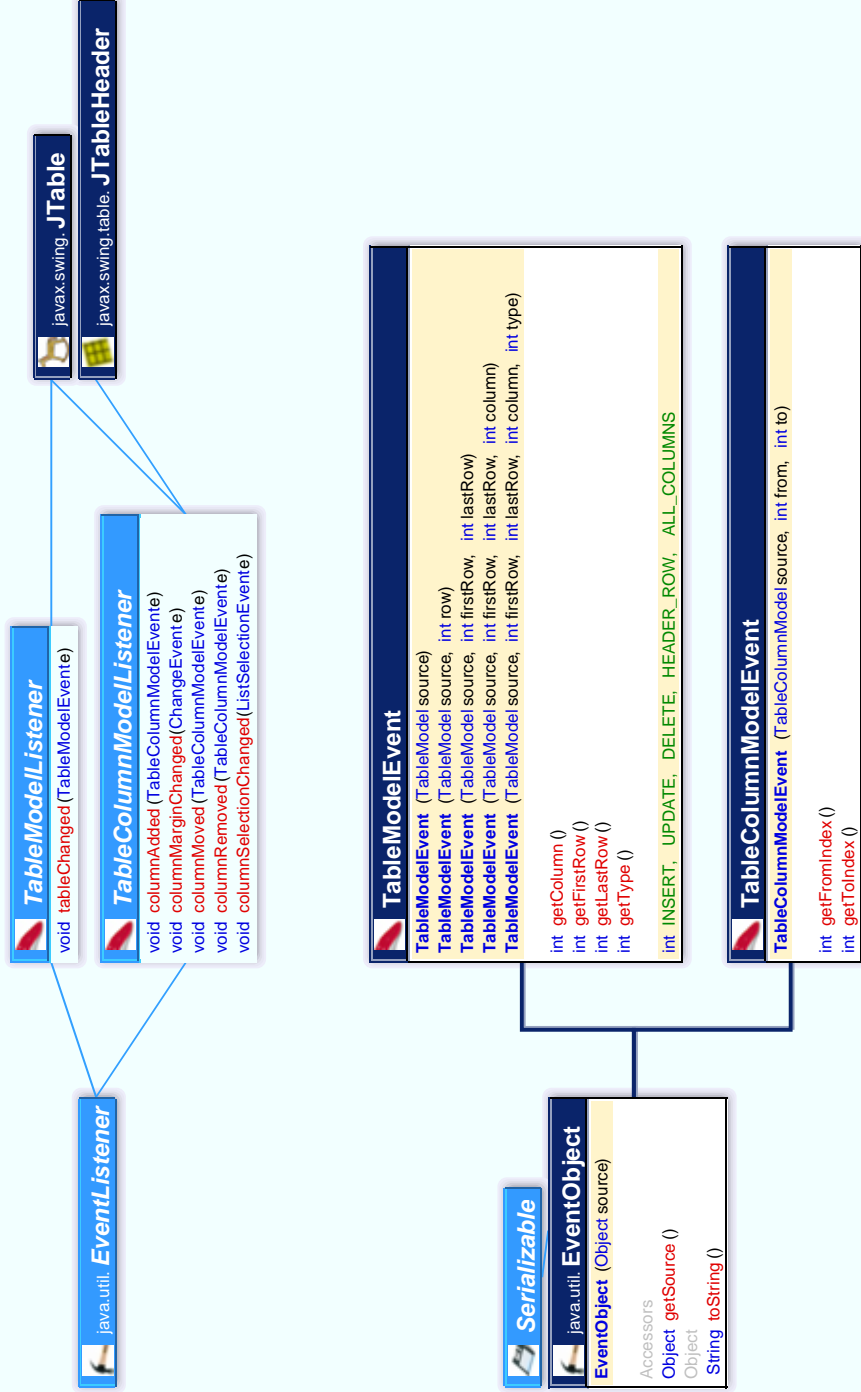 java.util. EventListener
TableModelListener
void tableChanged (TableModelEvent e)
TableColumnModelListener
void columnAdded (TableColumnModelEvent e)
void columnMarginChanged (ChangeEvent e)
void columnMoved (TableColumnModelEvent e)
void columnRemoved (TableColumnModelEvent e)
void columnSelectionChanged (ListSelectionEvent e)
javax.swing. JTable
javax.swing.table. JTableHeader
Serializable
java.util. EventObject
EventObject (Object source)
Accessors
Object getSource ()
Object
String toString ()
TableModelEvent
TableModelEvent (TableModel source)
TableModelEvent (TableModel source, int row)
TableModelEvent (TableModel source, int firstRow, int lastRow)
TableModelEvent (TableModel source, int firstRow, int lastRow, int column)
TableModelEvent (TableModel source, int firstRow, int lastRow, int column, int type)
int getColumn ()
int getFirstRow ()
int getLastRow ()
int getType ()
int INSERT, UPDATE, DELETE, HEADER_ROW, ALL_COLUMNS
TableColumnModelEvent
TableColumnModelEvent (TableColumnModel source, int from, int to)
int getFromIndex ()
int getToIndex ()